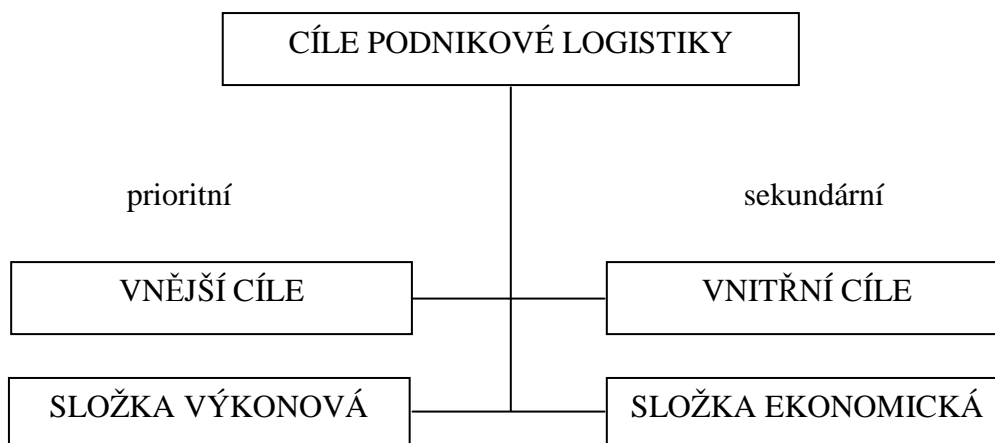 CÍLE PODNIKOVÉ LOGISTIKY
prioritní
sekundární
VNĚJŠÍ CÍLE
VNITŘNÍ CÍLE
SLOŽKA VÝKONOVÁ
SLOŽKA EKONOMICKÁ